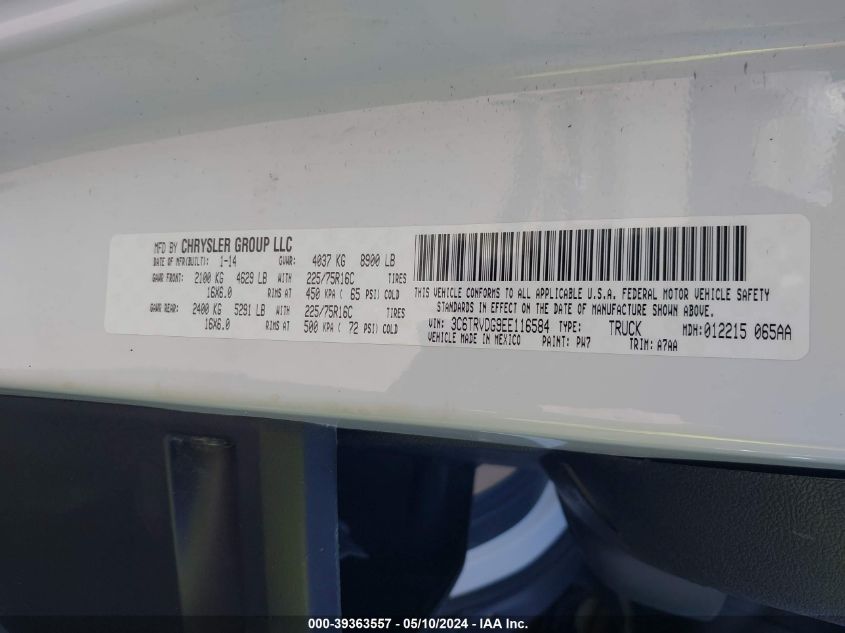 MFD BY CHRYSLER GROUP LLC
DATE OF MFR(BUILT): 1-14 GVWR: 4037 KG 8900 LB
GAWR FRONT: 2100 KG 4629 LB WITH 225/75R16C TIRES
16X6.0 RIMS AT 450 KPA ( 65 PSI) COLD
GAWR REAR: 2400 KG 5291 LB WITH 225/75R16C TIRES
16X6.0 RIMS AT 500 KPA ( 72 PSI) COLD
THIS VEHICLE CONFORMS TO ALL APPLICABLE U.S.A. FEDERAL MOTOR VEHICLE SAFETY
STANDARDS IN EFFECT ON THE DATE OF MANUFACTURE SHOWN ABOVE.
VIN: 3C6TRVDG9EE116584 TYPE: TRUCK MDH:012215 065AA
VEHICLE MADE IN MEXICO PAINT: PW7 TRIM: A7AA
000-39363557 - 05/10/2024 - © IAA Inc.